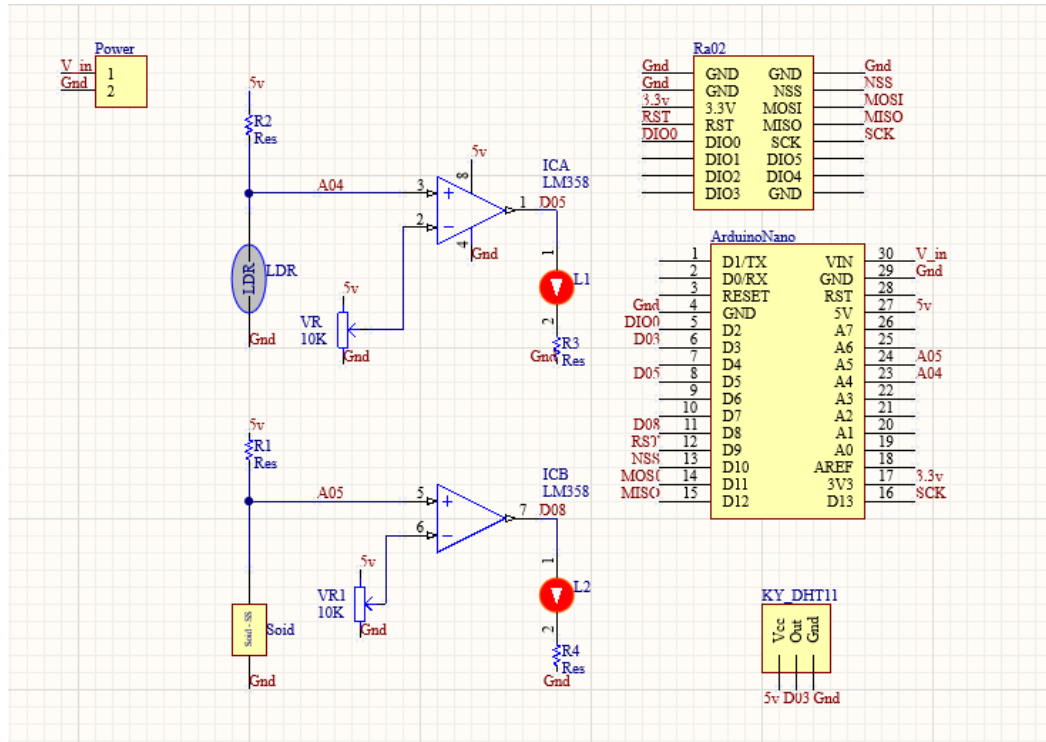 Power
V_in 1
Gnd 2
5v
R2
Res
A04
LDR
LDR
Gnd
5v
VR
10K
Gnd
5v
8
3
2
+
−
4
Gnd
1
ICA
LM358
D05
1
L1
2
R3
Res
Gnd
5v
R1
Res
A05
Soid - SS
Soid
Gnd
5v
VR1
10K
Gnd
5
6
+
−
7
ICB
LM358
D08
1
L2
2
R4
Res
Gnd
Ra02
Gnd GND GND Gnd
Gnd GND NSS NSS
3.3v 3.3V MOSI MOSI
RST RST MISO MISO
DIO0 DIO0 SCK SCK
DIO1 DIO5
DIO2 DIO4
DIO3 GND
ArduinoNano
1 D1/TX VIN 30 V_in
2 D0/RX GND 29 Gnd
3 RESET RST 28
Gnd 4 GND 5V 27 5v
DIO0 5 D2 A7 26
D03 6 D3 A6 25
7 D4 A5 24 A05
D05 8 D5 A4 23 A04
9 D6 A3 22
10 D7 A2 21
D08 11 D8 A1 20
RST 12 D9 A0 19
NSS 13 D10 AREF 18
MOSI 14 D11 3V3 17 3.3v
MISO 15 D12 D13 16 SCK
KY_DHT11
Vcc Out Gnd
5v D03 Gnd